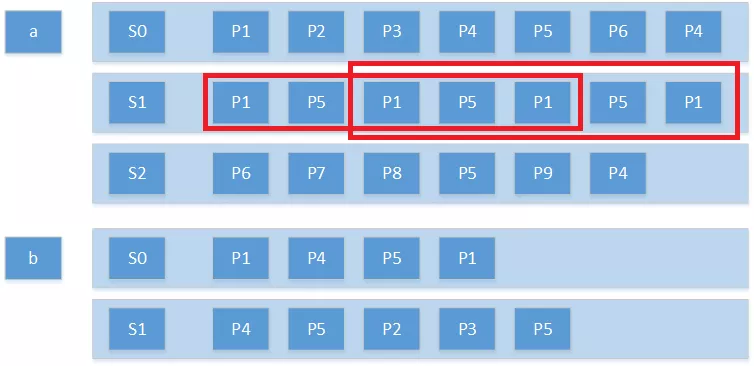 a S0 P1 P2 P3 P4 P5 P6 P4
S1 P1 P5 P1 P5 P1 P5 P1
S2 P6 P7 P8 P5 P9 P4
b S0 P1 P4 P5 P1
S1 P4 P5 P2 P3 P5